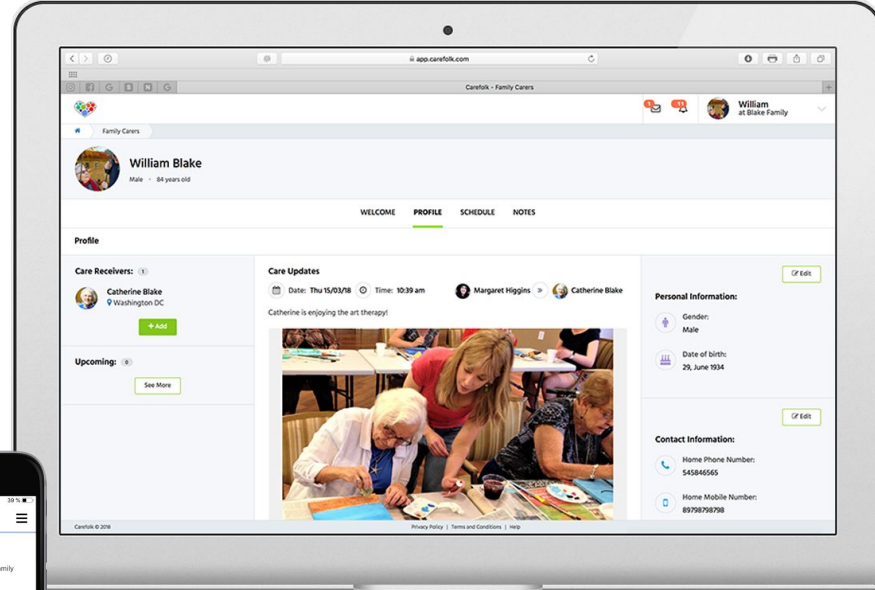 app.carefolk.com
Carefolk - Family Carers
1
11
William
at Blake Family
Family Carers
William Blake
Male - 84 years old
WELCOME PROFILE SCHEDULE NOTES
Profile
Care Receivers: 1
Catherine Blake
Washington DC
+ Add
Upcoming: 0
See More
Care Updates
Date: Thu 15/03/18 Time: 10:39 am Margaret Higgins » Catherine Blake
Catherine is enjoying the art therapy!
Edit
Personal Information:
Gender:
Male
Date of birth:
29, June 1934
Edit
Contact Information:
Home Phone Number:
545846565
Home Mobile Number:
89798798798
Carefolk © 2018
Privacy Policy | Terms and Conditions | Help
39 %